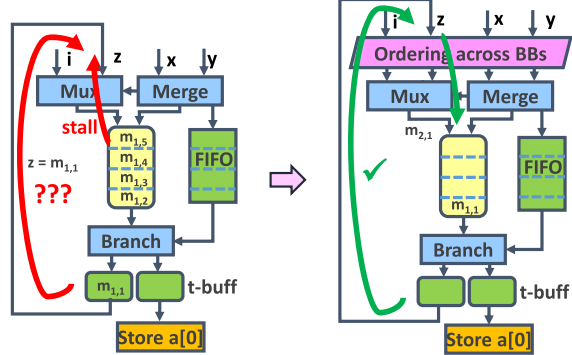 i z x y
Mux Merge
stall
z = m1,1
???
m1,5
m1,4
m1,3
m1,2
FIFO
Branch
m1,1
t-buff
Store a[0]
i z x y
Ordering across BBs
Mux Merge
m2,1
m1,1
FIFO
Branch
t-buff
Store a[0]